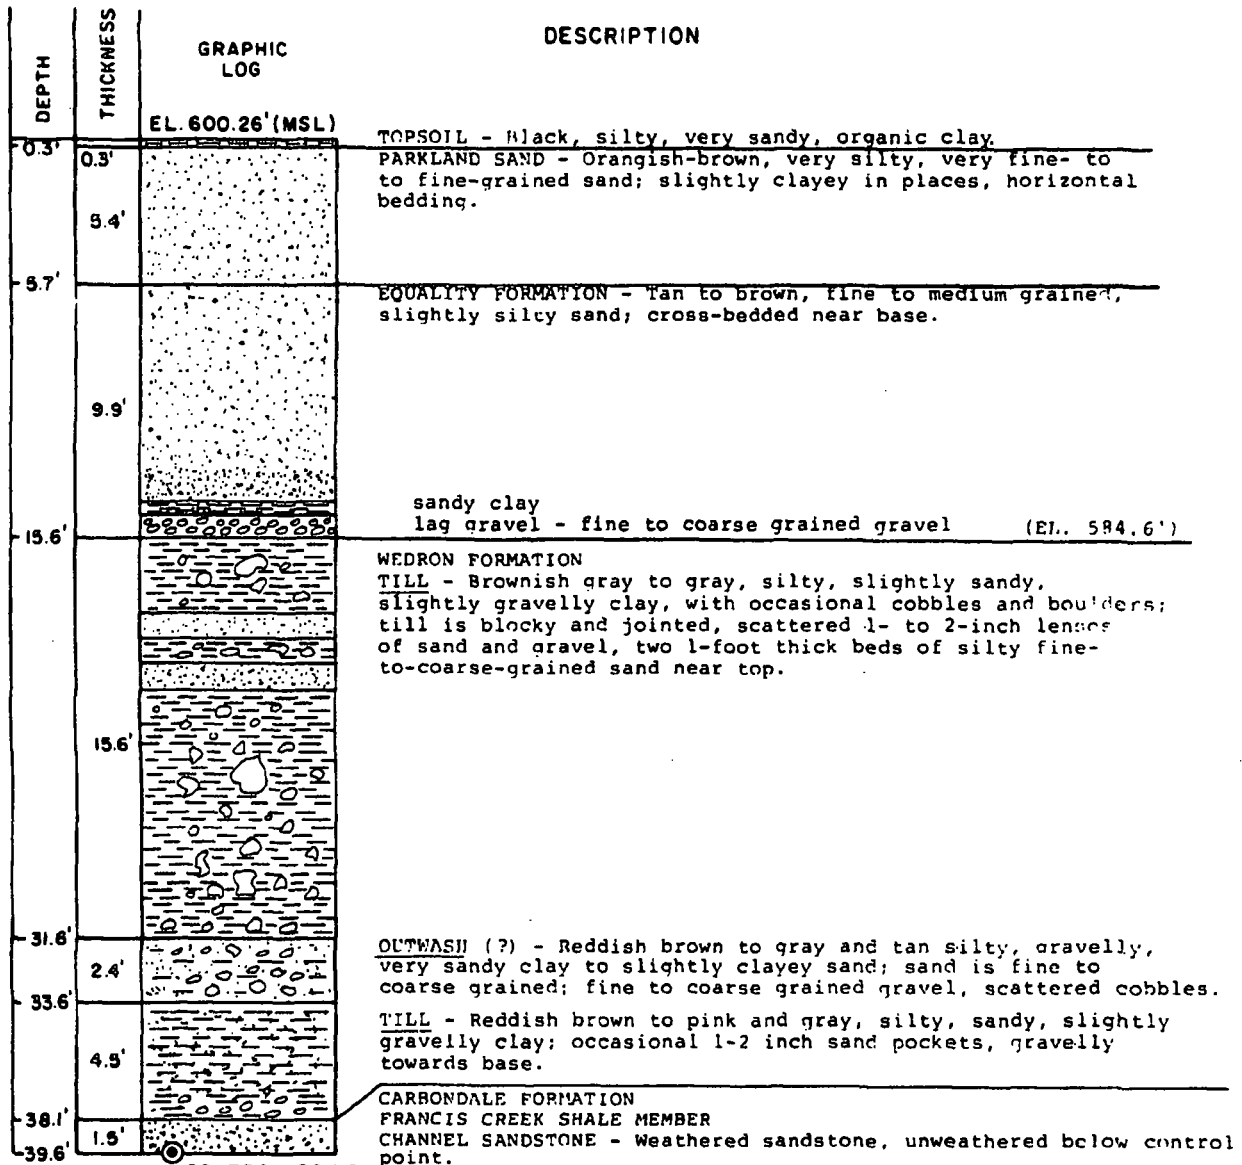 DEPTH
THICKNESS
GRAPHIC
LOG
DESCRIPTION
EL. 600.26' (MSL)
TOPSOIL - Black, silty, very sandy, organic clay.
0.3'
0.3'
PARKLAND SAND - Orangish-brown, very silty, very fine- to
to fine-grained sand; slightly clayey in places, horizontal
bedding.
5.4'
5.7'
EQUALITY FORMATION - Tan to brown, fine to medium grained,
slightly silty sand; cross-bedded near base.
9.9'
sandy clay
lag gravel - fine to coarse grained gravel (EL. 584.6')
15.6'
WEDRON FORMATION
TILL - Brownish gray to gray, silty, slightly sandy,
slightly gravelly clay, with occasional cobbles and boulders;
till is blocky and jointed, scattered 1- to 2-inch lenses
of sand and gravel, two 1-foot thick beds of silty fine-
to-coarse-grained sand near top.
15.6'
31.6'
OUTWASH (?) - Reddish brown to gray and tan silty, gravelly,
very sandy clay to slightly clayey sand; sand is fine to
coarse grained; fine to coarse grained gravel, scattered cobbles.
2.4'
33.6'
TILL - Reddish brown to pink and gray, silty, sandy, slightly
gravelly clay; occasional 1-2 inch sand pockets, gravelly
towards base.
4.5'
CARBONDALE FORMATION
38.1'
FRANCIS CREEK SHALE MEMBER
1.5'
CHANNEL SANDSTONE - Weathered sandstone, unweathered below control
point.
39.6'